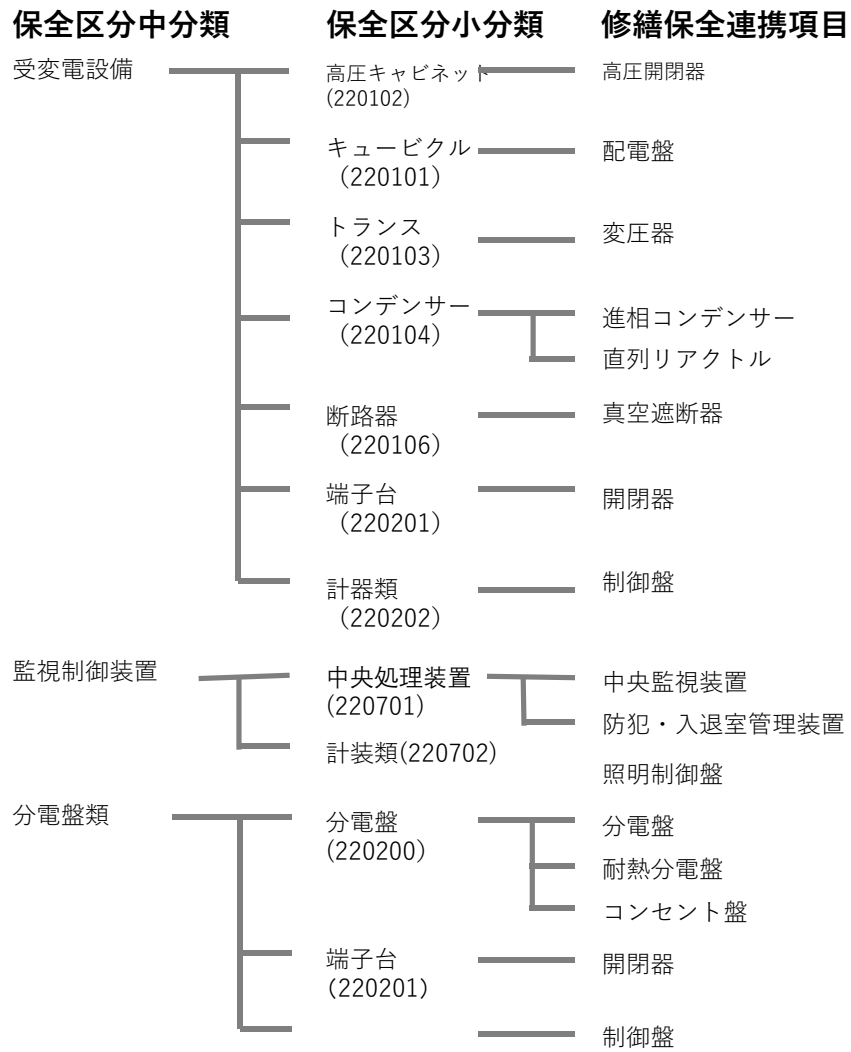 保全区分中分類 保全区分小分類 修繕保全連携項目
受変電設備 高圧キャビネット 高圧開閉器
(220102)
キュービクル 配電盤
（220101）
トランス 変圧器
（220103）
コンデンサー 進相コンデンサー
（220104）
直列リアクトル
断路器 真空遮断器
（220106）
端子台 開閉器
（220201）
計器類 制御盤
（220202）
監視制御装置 中央処理装置 中央監視装置
(220701)
防犯・入退室管理装置
計装類(220702)
照明制御盤
分電盤類 分電盤 分電盤
(220200)
耐熱分電盤
コンセント盤
端子台 開閉器
(220201）
制御盤